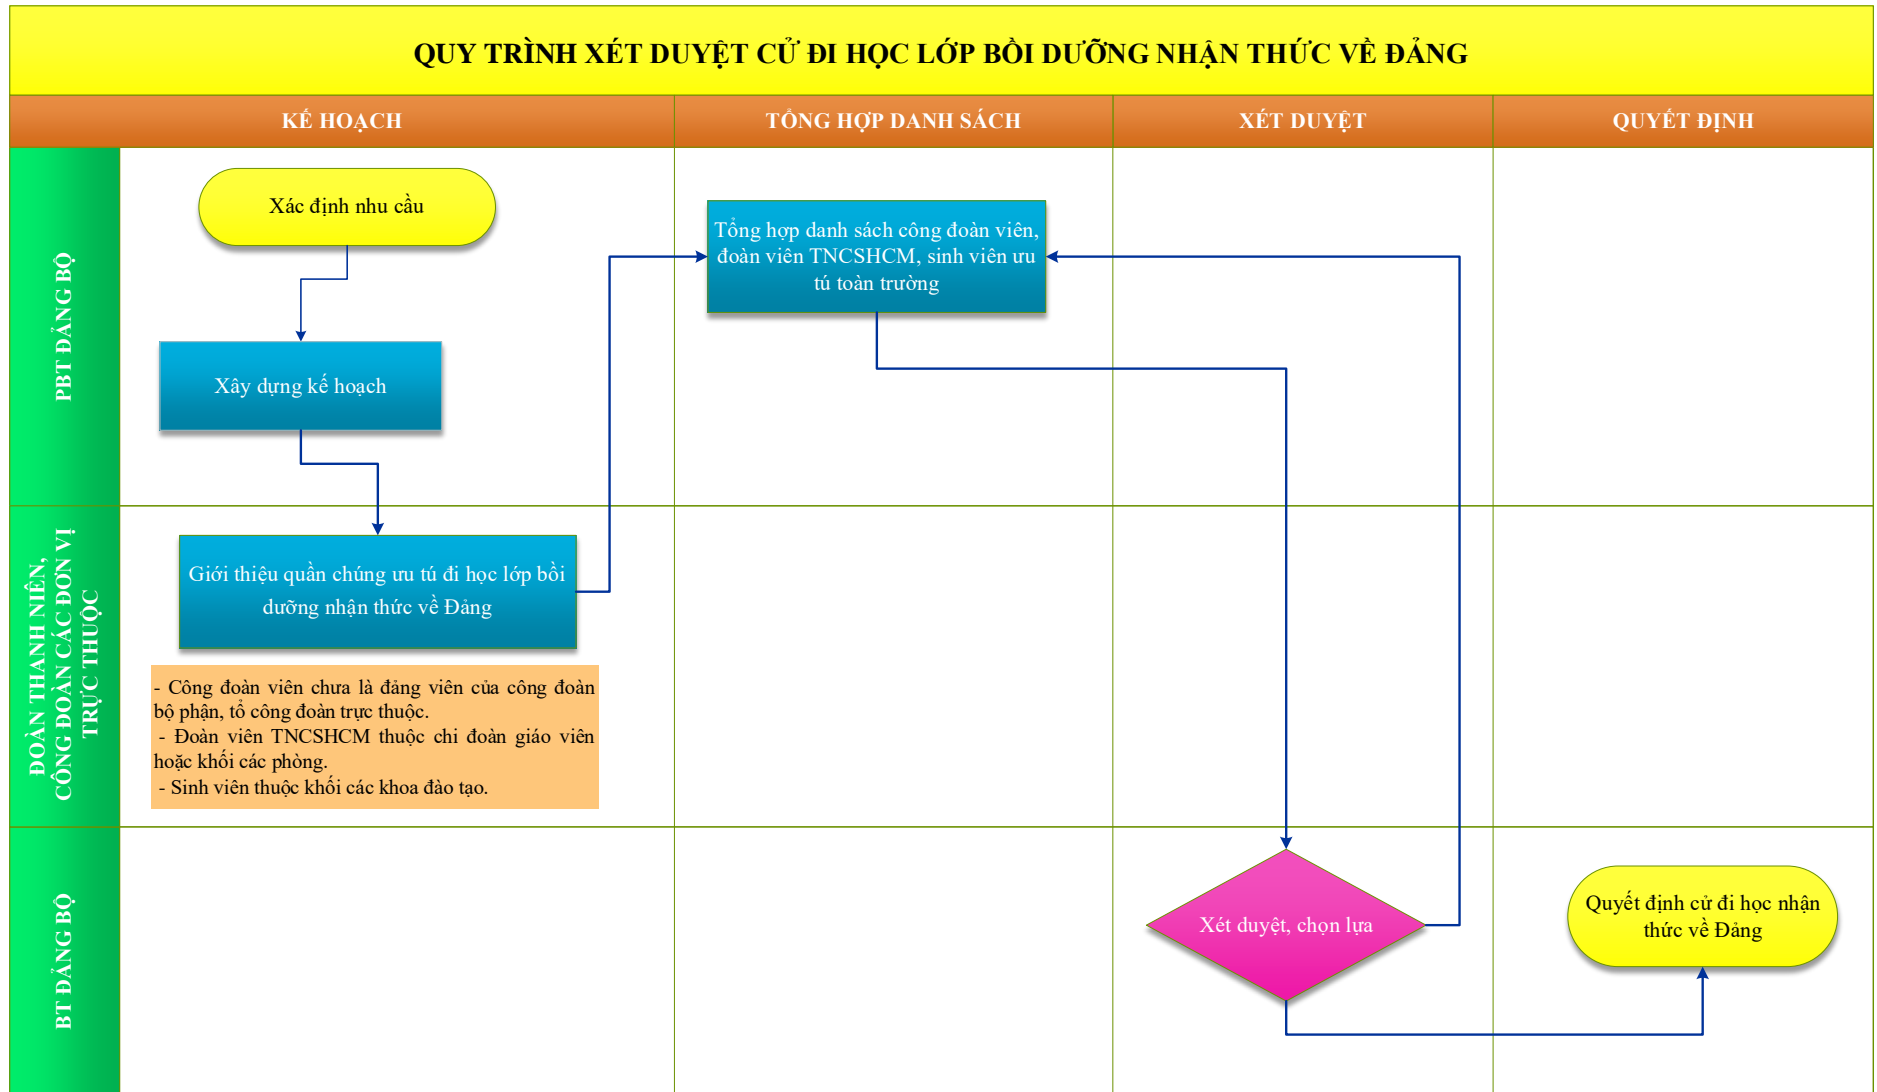 QUY TRÌNH XÉT DUYỆT CỬ ĐI HỌC LỚP BỒI DƯỠNG NHẬN THỨC VỀ ĐẢNG
KẾ HOẠCH
TỔNG HỢP DANH SÁCH
XÉT DUYỆT
QUYẾT ĐỊNH
PBT ĐẢNG BỘ
Xác định nhu cầu
Xây dựng kế hoạch
Tổng hợp danh sách công đoàn viên,
đoàn viên TNCSHCM, sinh viên ưu
tú toàn trường
ĐOÀN THANH NIÊN,
CÔNG ĐOÀN CÁC ĐƠN VỊ
TRỰC THUỘC
Giới thiệu quần chúng ưu tú đi học lớp bồi
dưỡng nhận thức về Đảng
- Công đoàn viên chưa là đảng viên của công đoàn
bộ phận, tổ công đoàn trực thuộc.
- Đoàn viên TNCSHCM thuộc chi đoàn giáo viên
hoặc khối các phòng.
- Sinh viên thuộc khối các khoa đào tạo.
BT ĐẢNG BỘ
Xét duyệt, chọn lựa
Quyết định cử đi học nhận
thức về Đảng